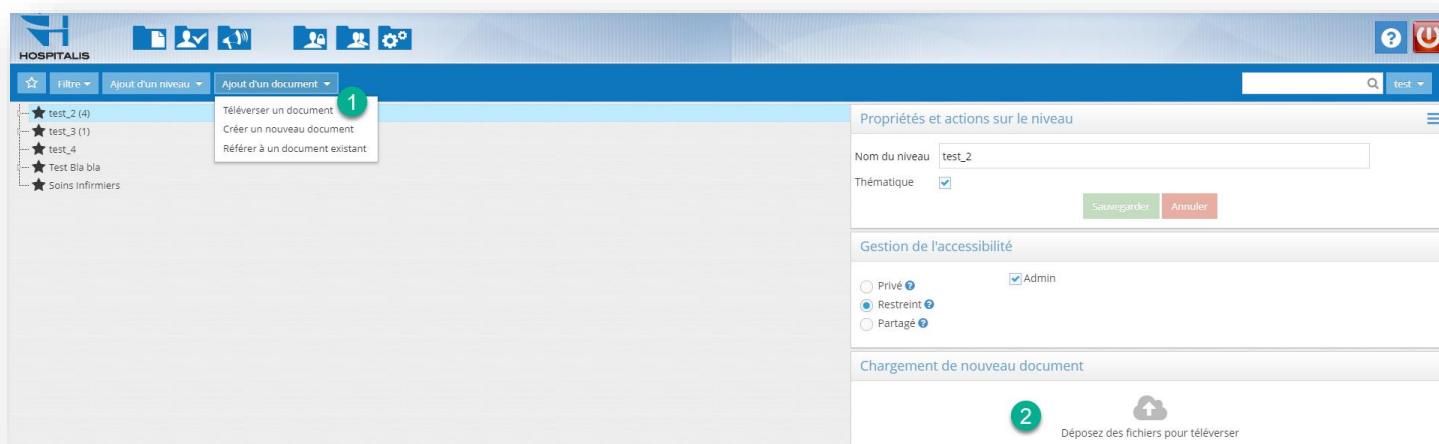 HOSPITALIS
Filtre Ajout d'un niveau Ajout d'un document test
1
Téléverser un document
Créer un nouveau document
Référer à un document existant
test_2 (4)
test_3 (1)
test_4
Test Bla bla
Soins Infirmiers
Propriétés et actions sur le niveau
Nom du niveau test_2
Thématique
Sauvegarder Annuler
Gestion de l'accessibilité
Privé ? Admin
Restreint ?
Partagé ?
Chargement de nouveau document
2
Déposez des fichiers pour téléverser